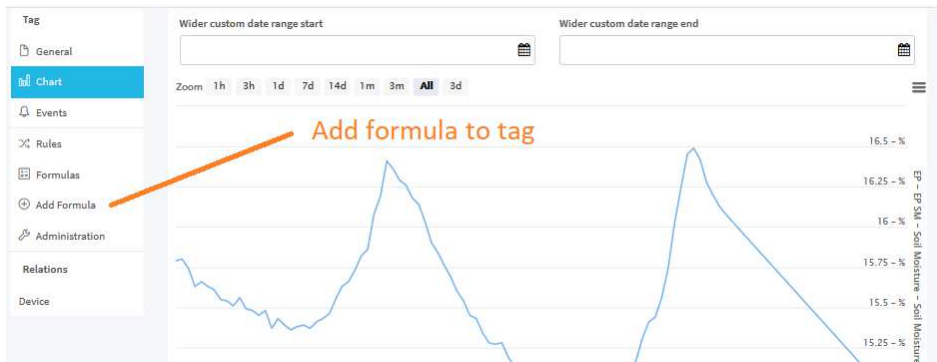 Tag
General
Chart
Events
Rules
Formulas
Add Formula
Administration
Relations
Device
Wider custom date range start
Wider custom date range end
Zoom 1h 3h 1d 7d 14d 1m 3m All 3d
Add formula to tag
16.5 - %
16.25 - %
16 - %
15.75 - %
15.5 - %
15.25 - %
EP - EP SM - Soil Moisture - Soil Moisture